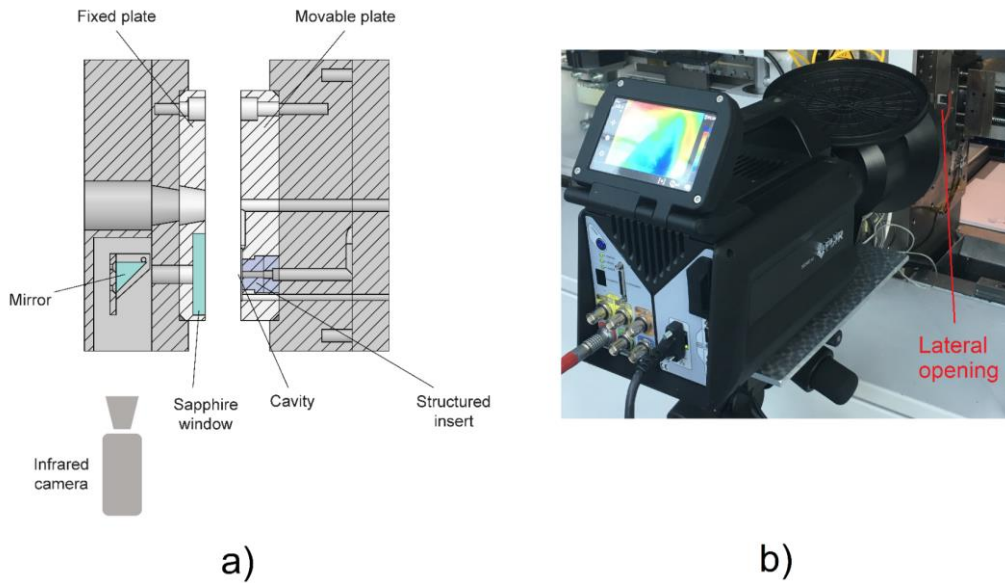 Fixed plate
Movable plate
Mirror
Sapphire
window
Cavity
Structured
insert
Infrared
camera
a)
Lateral
opening
b)